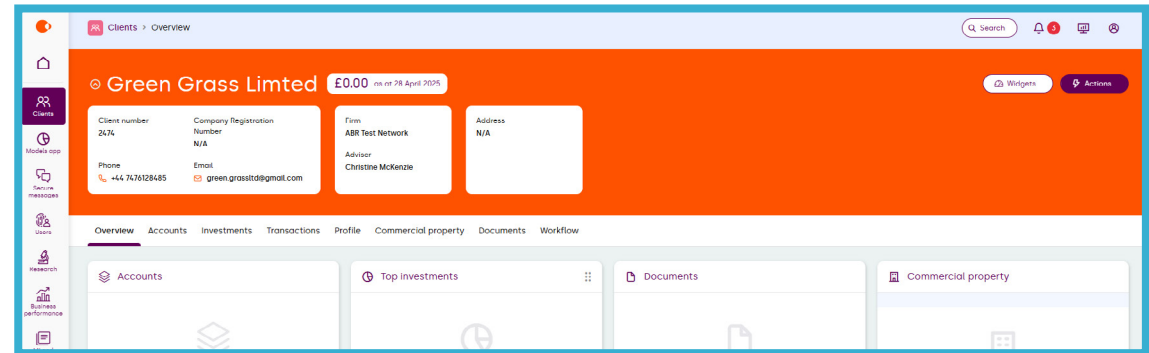 Clients > Overview
Search
3
Green Grass Limted
£0.00 as at 28 April 2025
Widgets
Actions
Client number
2474
Company Registration
Number
N/A
Phone
+44 7476128485
Email
green.grassltd@gmail.com
Firm
ABR Test Network
Adviser
Christine McKenzie
Address
N/A
Clients
Models app
Secure
messages
Users
Research
Business
performance
Overview Accounts Investments Transactions Profile Commercial property Documents Workflow
Accounts
Top investments
Documents
Commercial property